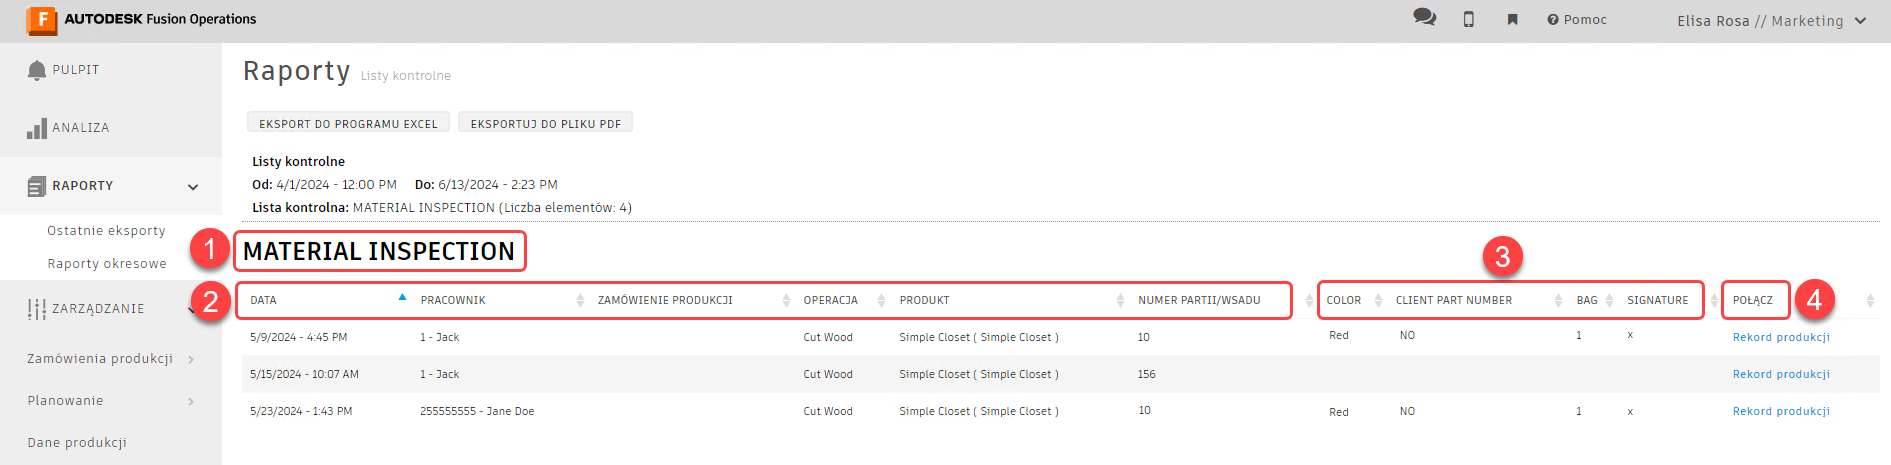 AUTODESK Fusion Operations
Pomoc
Elisa Rosa // Marketing
PULPIT
ANALIZA
RAPORTY
Ostatnie eksporty
Raporty okresowe
ZARZĄDZANIE
Zamówienia produkcji
Planowanie
Dane produkcji
Raporty Listy kontrolne
EKSPORT DO PROGRAMU EXCEL EKSPORTUJ DO PLIKU PDF
Listy kontrolne
Od: 4/1/2024 - 12:00 PM Do: 6/13/2024 - 2:23 PM
Lista kontrolna: MATERIAL INSPECTION (Liczba elementów: 4)
1 MATERIAL INSPECTION
3
2 DATA PRACOWNIK ZAMÓWIENIE PRODUKCJI OPERACJA PRODUKT NUMER PARTII/WSADU COLOR CLIENT PART NUMBER BAG SIGNATURE POŁĄCZ 4
5/9/2024 - 4:45 PM 1 - Jack Cut Wood Simple Closet ( Simple Closet ) 10 Red NO 1 x Rekord produkcji
5/15/2024 - 10:07 AM 1 - Jack Cut Wood Simple Closet ( Simple Closet ) 156 Rekord produkcji
5/23/2024 - 1:43 PM 255555555 - Jane Doe Cut Wood Simple Closet ( Simple Closet ) 10 Red NO 1 x Rekord produkcji